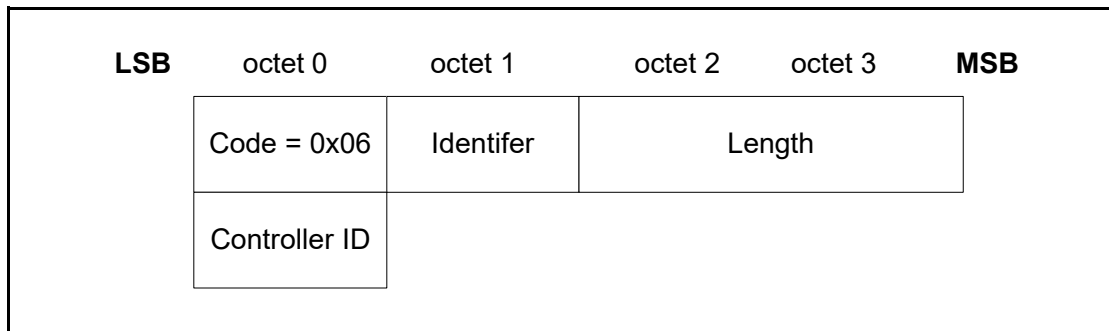 LSB octet 0 octet 1 octet 2 octet 3 MSB
Code = 0x06 Identifer Length
Controller ID